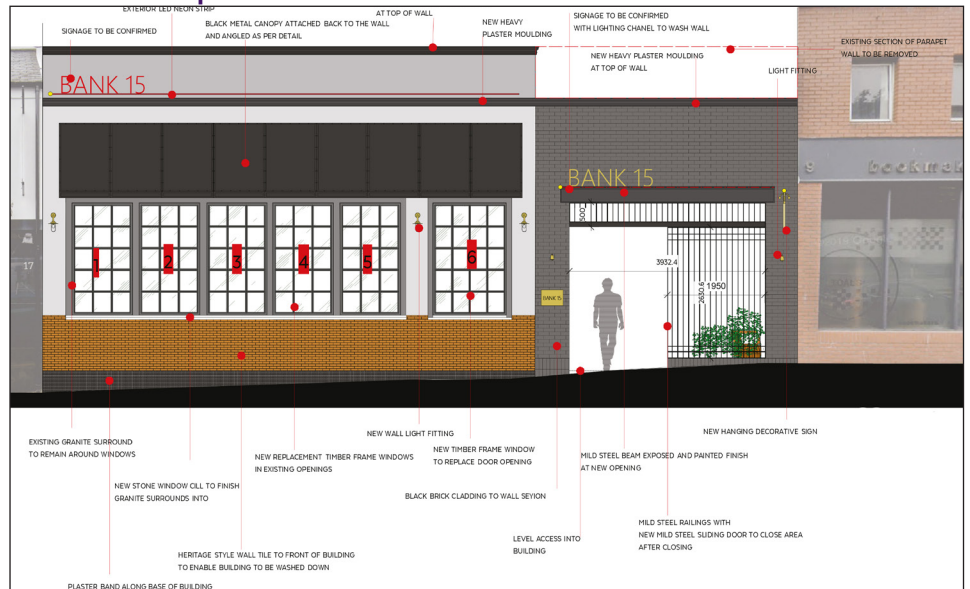 EXTERIOR LED NEON STRIP
AT TOP OF WALL
SIGNAGE TO BE CONFIRMED
BLACK METAL CANOPY ATTACHED BACK TO THE WALL
AND ANGLED AS PER DETAIL
NEW HEAVY
PLASTER MOULDING
SIGNAGE TO BE CONFIRMED
WITH LIGHTING CHANEL TO WASH WALL
EXISTING SECTION OF PARAPET
WALL TO BE REMOVED
NEW HEAVY PLASTER MOULDING
AT TOP OF WALL
LIGHT FITTING
BANK 15
BANK 15
bookmar
500
1
2
3
4
5
6
17
3932.4
2630.6
1950
BANK15
EXISTING GRANITE SURROUND
TO REMAIN AROUND WINDOWS
NEW WALL LIGHT FITTING
NEW HANGING DECORATIVE SIGN
NEW REPLACEMENT TIMBER FRAME WINDOWS
IN EXISTING OPENINGS
NEW TIMBER FRAME WINDOW
TO REPLACE DOOR OPENING
MILD STEEL BEAM EXPOSED AND PAINTED FINISH
AT NEW OPENING
NEW STONE WINDOW CILL TO FINISH
GRANITE SURROUNDS INTO
BLACK BRICK CLADDING TO WALL SEYION
MILD STEEL RAILINGS WITH
NEW MILD STEEL SLIDING DOOR TO CLOSE AREA
AFTER CLOSING
LEVEL ACCESS INTO
BUILDING
HERITAGE STYLE WALL TILE TO FRONT OF BUILDING
TO ENABLE BUILDING TO BE WASHED DOWN
PLASTER BAND ALONG BASE OF BUILDING